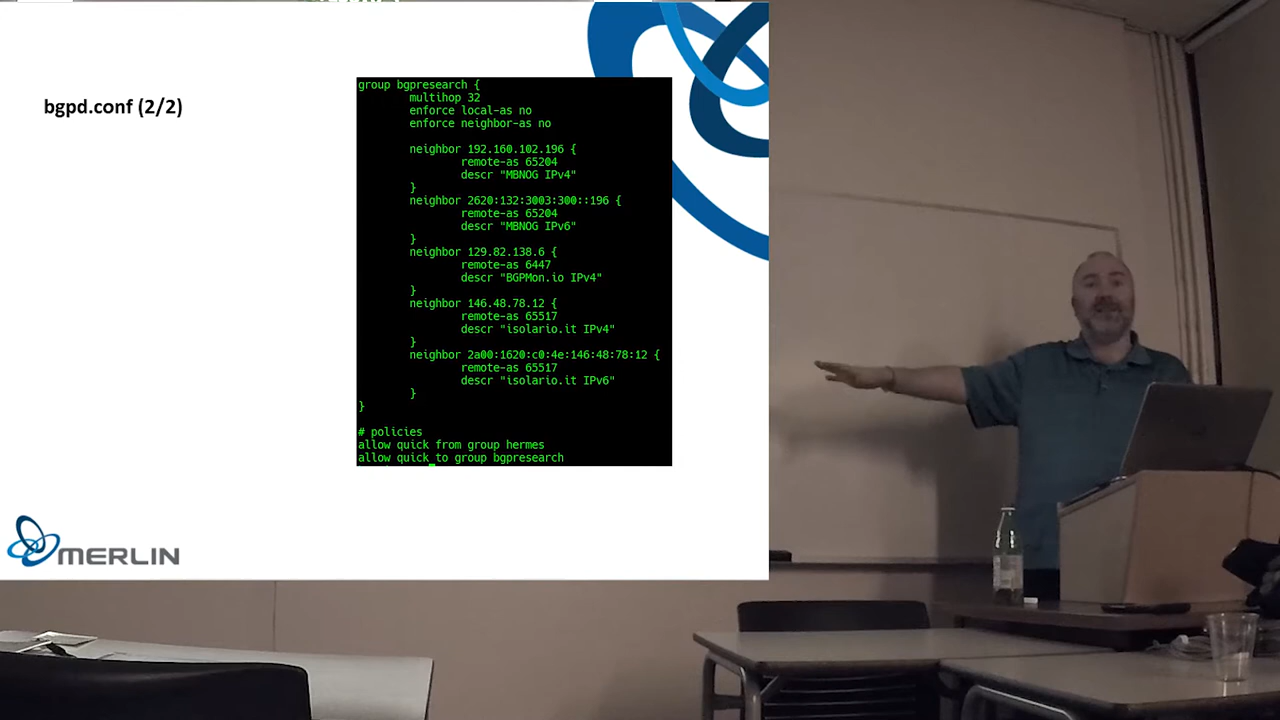 bgpd.conf (2/2)
group bgpresearch {
multihop 32
enforce local-as no
enforce neighbor-as no
neighbor 192.160.102.196 {
remote-as 65204
descr "MBNOG IPv4"
}
neighbor 2620:132:3003:300::196 {
remote-as 65204
descr "MBNOG IPv6"
}
neighbor 129.82.138.6 {
remote-as 6447
descr "BGPMon.io IPv4"
}
neighbor 146.48.78.12 {
remote-as 65517
descr "isolario.it IPv4"
}
neighbor 2a00:1620:c0:4e:146:48:78:12 {
remote-as 65517
descr "isolario.it IPv6"
}
}
# policies
allow quick from group hermes
allow quick to group bgpresearch
MERLIN